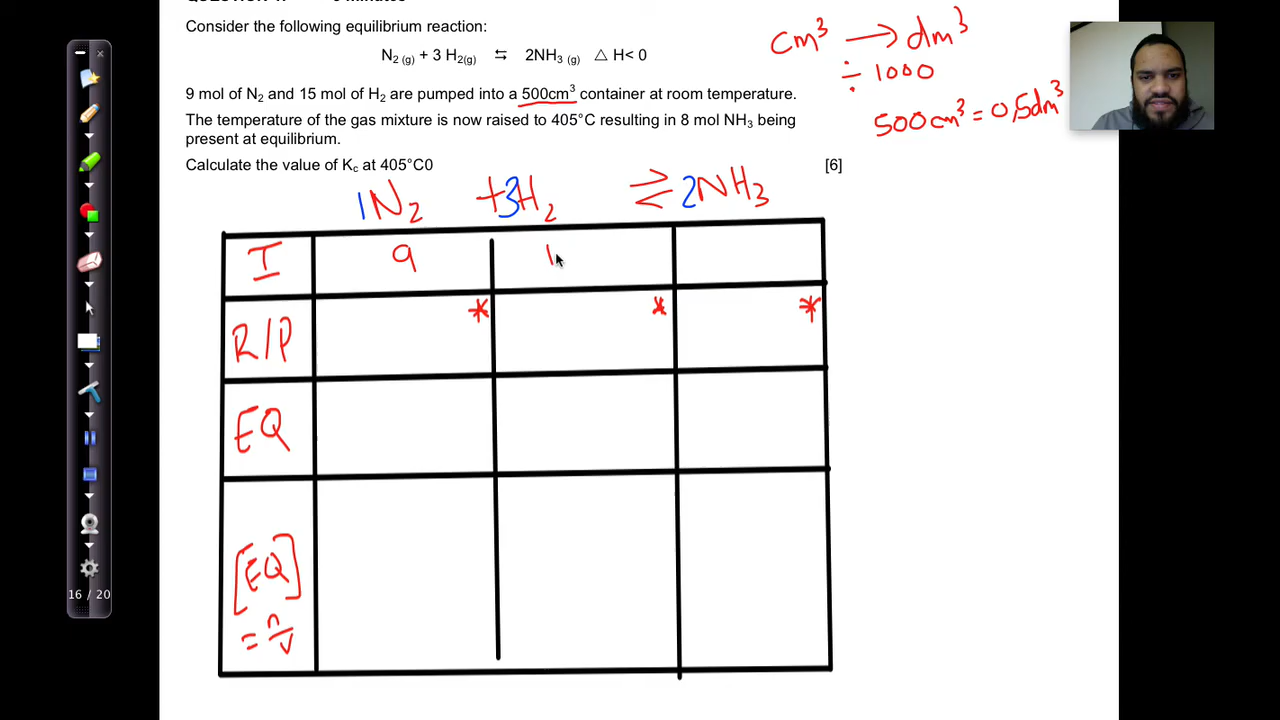 Consider the following equilibrium reaction:
N2 (g) + 3 H2(g) ⇆ 2NH3 (g) △ H< 0
9 mol of N2 and 15 mol of H2 are pumped into a 500cm3 container at room temperature.
The temperature of the gas mixture is now raised to 405°C resulting in 8 mol NH3 being
present at equilibrium.
Calculate the value of Kc at 405°C0 [6]
cm3 → dm3
÷ 1000
500cm3 = 0,5dm3
1N2 + 3H2 ⇌ 2NH3
I 9 1
R/P * * *
EQ
[EQ]
= n/v
16 / 20